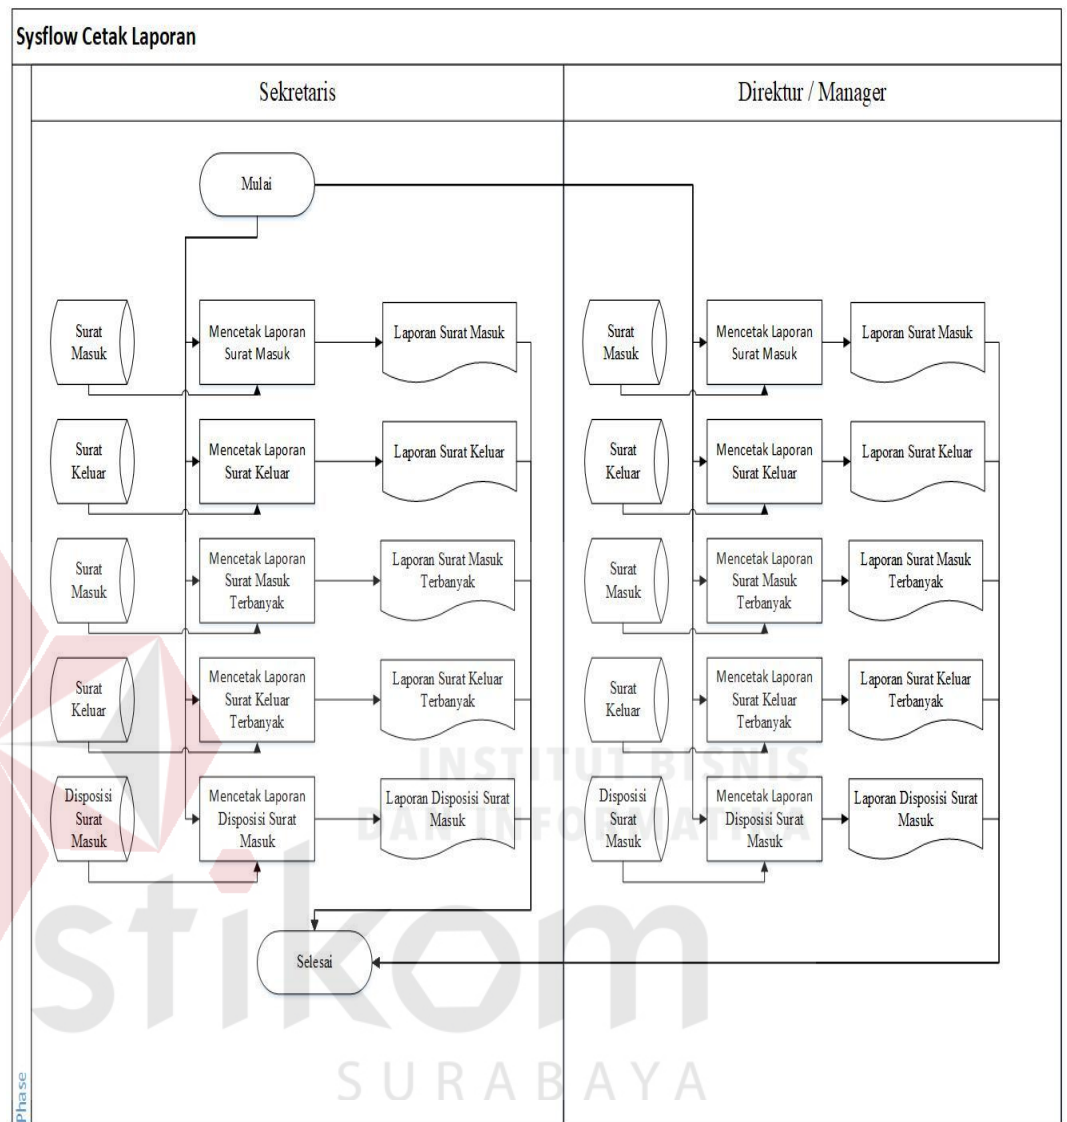 Sysflow Cetak Laporan
Sekretaris
Direktur / Manager
Mulai
Surat
Masuk
Mencetak Laporan
Surat Masuk
Laporan Surat Masuk
Surat
Masuk
Mencetak Laporan
Surat Masuk
Laporan Surat Masuk
Surat
Keluar
Mencetak Laporan
Surat Keluar
Laporan Surat Keluar
Surat
Keluar
Mencetak Laporan
Surat Keluar
Laporan Surat Keluar
Surat
Masuk
Mencetak Laporan
Surat Masuk
Terbanyak
Laporan Surat Masuk
Terbanyak
Surat
Masuk
Mencetak Laporan
Surat Masuk
Terbanyak
Laporan Surat Masuk
Terbanyak
Surat
Keluar
Mencetak Laporan
Surat Keluar
Terbanyak
Laporan Surat Keluar
Terbanyak
Surat
Keluar
Mencetak Laporan
Surat Keluar
Terbanyak
Laporan Surat Keluar
Terbanyak
Disposisi
Surat
Masuk
Mencetak Laporan
Disposisi Surat
Masuk
Laporan Disposisi Surat
Masuk
Disposisi
Surat
Masuk
Mencetak Laporan
Disposisi Surat
Masuk
Laporan Disposisi Surat
Masuk
Selesai
Phase
INSTITUT BISNIS
DAN INFORMATIKA
stikom
SURABAYA